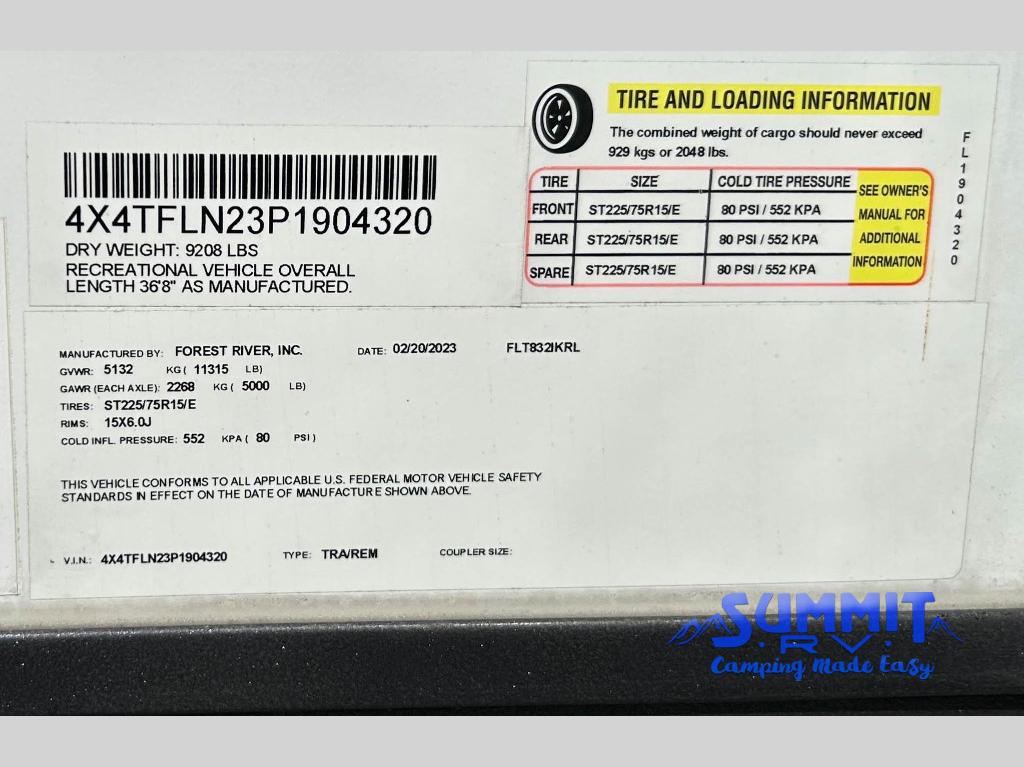 4X4TFLN23P1904320
DRY WEIGHT: 9208 LBS
RECREATIONAL VEHICLE OVERALL
LENGTH 36'8" AS MANUFACTURED.
TIRE AND LOADING INFORMATION
The combined weight of cargo should never exceed
929 kgs or 2048 lbs.
TIRE SIZE COLD TIRE PRESSURE
FRONT ST225/75R15/E 80 PSI / 552 KPA
REAR ST225/75R15/E 80 PSI / 552 KPA
SPARE ST225/75R15/E 80 PSI / 552 KPA
SEE OWNER'S
MANUAL FOR
ADDITIONAL
INFORMATION
FL1904320
MANUFACTURED BY: FOREST RIVER, INC. DATE: 02/20/2023 FLT832IKRL
GVWR: 5132 KG ( 11315 LB)
GAWR (EACH AXLE): 2268 KG ( 5000 LB)
TIRES: ST225/75R15/E
RIMS: 15X6.0J
COLD INFL. PRESSURE: 552 KPA ( 80 PSI )
THIS VEHICLE CONFORMS TO ALL APPLICABLE U.S. FEDERAL MOTOR VEHICLE SAFETY
STANDARDS IN EFFECT ON THE DATE OF MANUFACTURE SHOWN ABOVE.
V.I.N.: 4X4TFLN23P1904320 TYPE: TRA/REM COUPLER SIZE:
SUMMIT
R.V.
Camping Made Easy